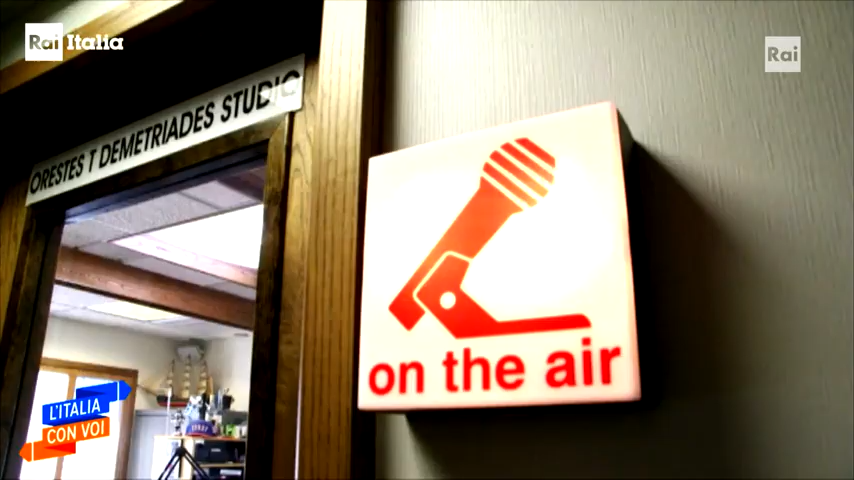 Rai Italia
Rai
ORESTES T DEMETRIADES STUDIO
on the air
L'ITALIA
CON VOI